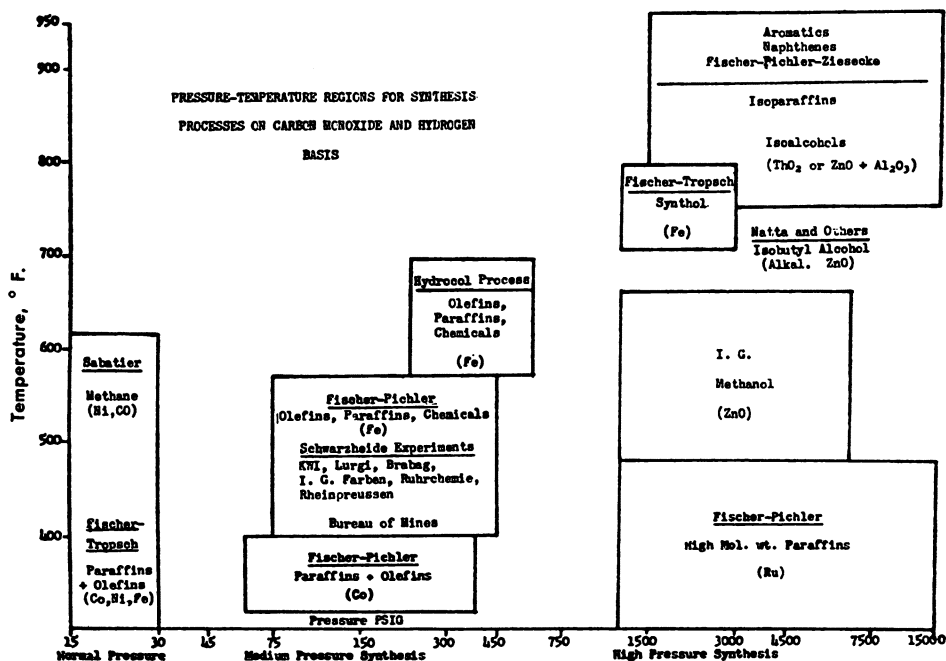 950
900
800
700
600
500
400
Temperature, ° F.
PRESSURE-TEMPERATURE REGIONS FOR SYNTHESIS
PROCESSES ON CARBON MONOXIDE AND HYDROGEN
BASIS
Aromatics
Naphthenes
Fischer-Pichler-Ziesecke
Isoparaffins
Isoalcohols
(ThO₂ or ZnO + Al₂O₃)
Fischer-Tropsch
Synthol
(Fe)
Natta and Others
Isobutyl Alcohol
(Alkal. ZnO)
Hydrocol Process
Olefins,
Paraffins,
Chemicals
(Fe)
Sabatier
Methane
(Ni,CO)
Fischer-
Tropsch
Paraffins
+ Olefins
(Co,Ni,Fe)
Fischer-Pichler
Olefins, Paraffins, Chemicals
(Fe)
Schwarzheide Experiments
KWI, Lurgi, Brabag,
I. G. Farben, Ruhrchemie,
Rheinpreussen
Bureau of Mines
Fischer-Pichler
Paraffins + Olefins
(Co)
I. G.
Methanol
(ZnO)
Fischer-Pichler
High Mol. wt. Paraffins
(Ru)
Pressure PSIG
15 30 45 75 150 300 450 750 1500 3000 4500 7500 15000
Normal Pressure Medium Pressure Synthesis High Pressure Synthesis